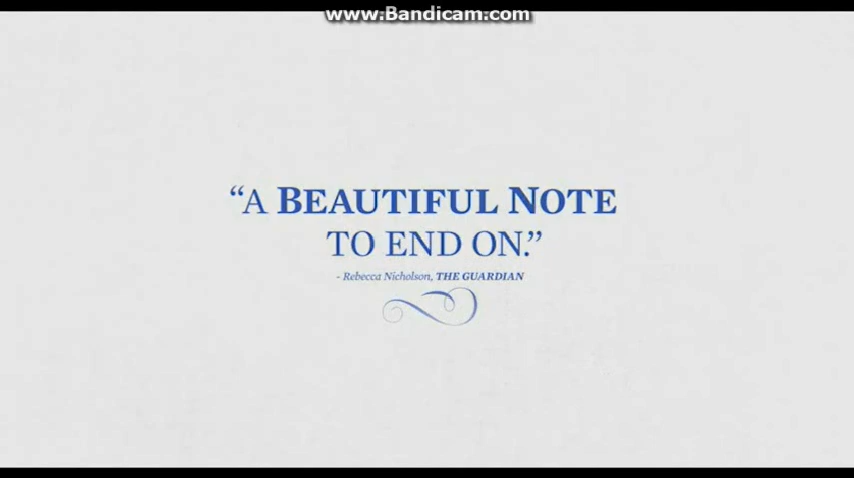 www.Bandicam.com
“A BEAUTIFUL NOTE
TO END ON.”
- Rebecca Nicholson, THE GUARDIAN